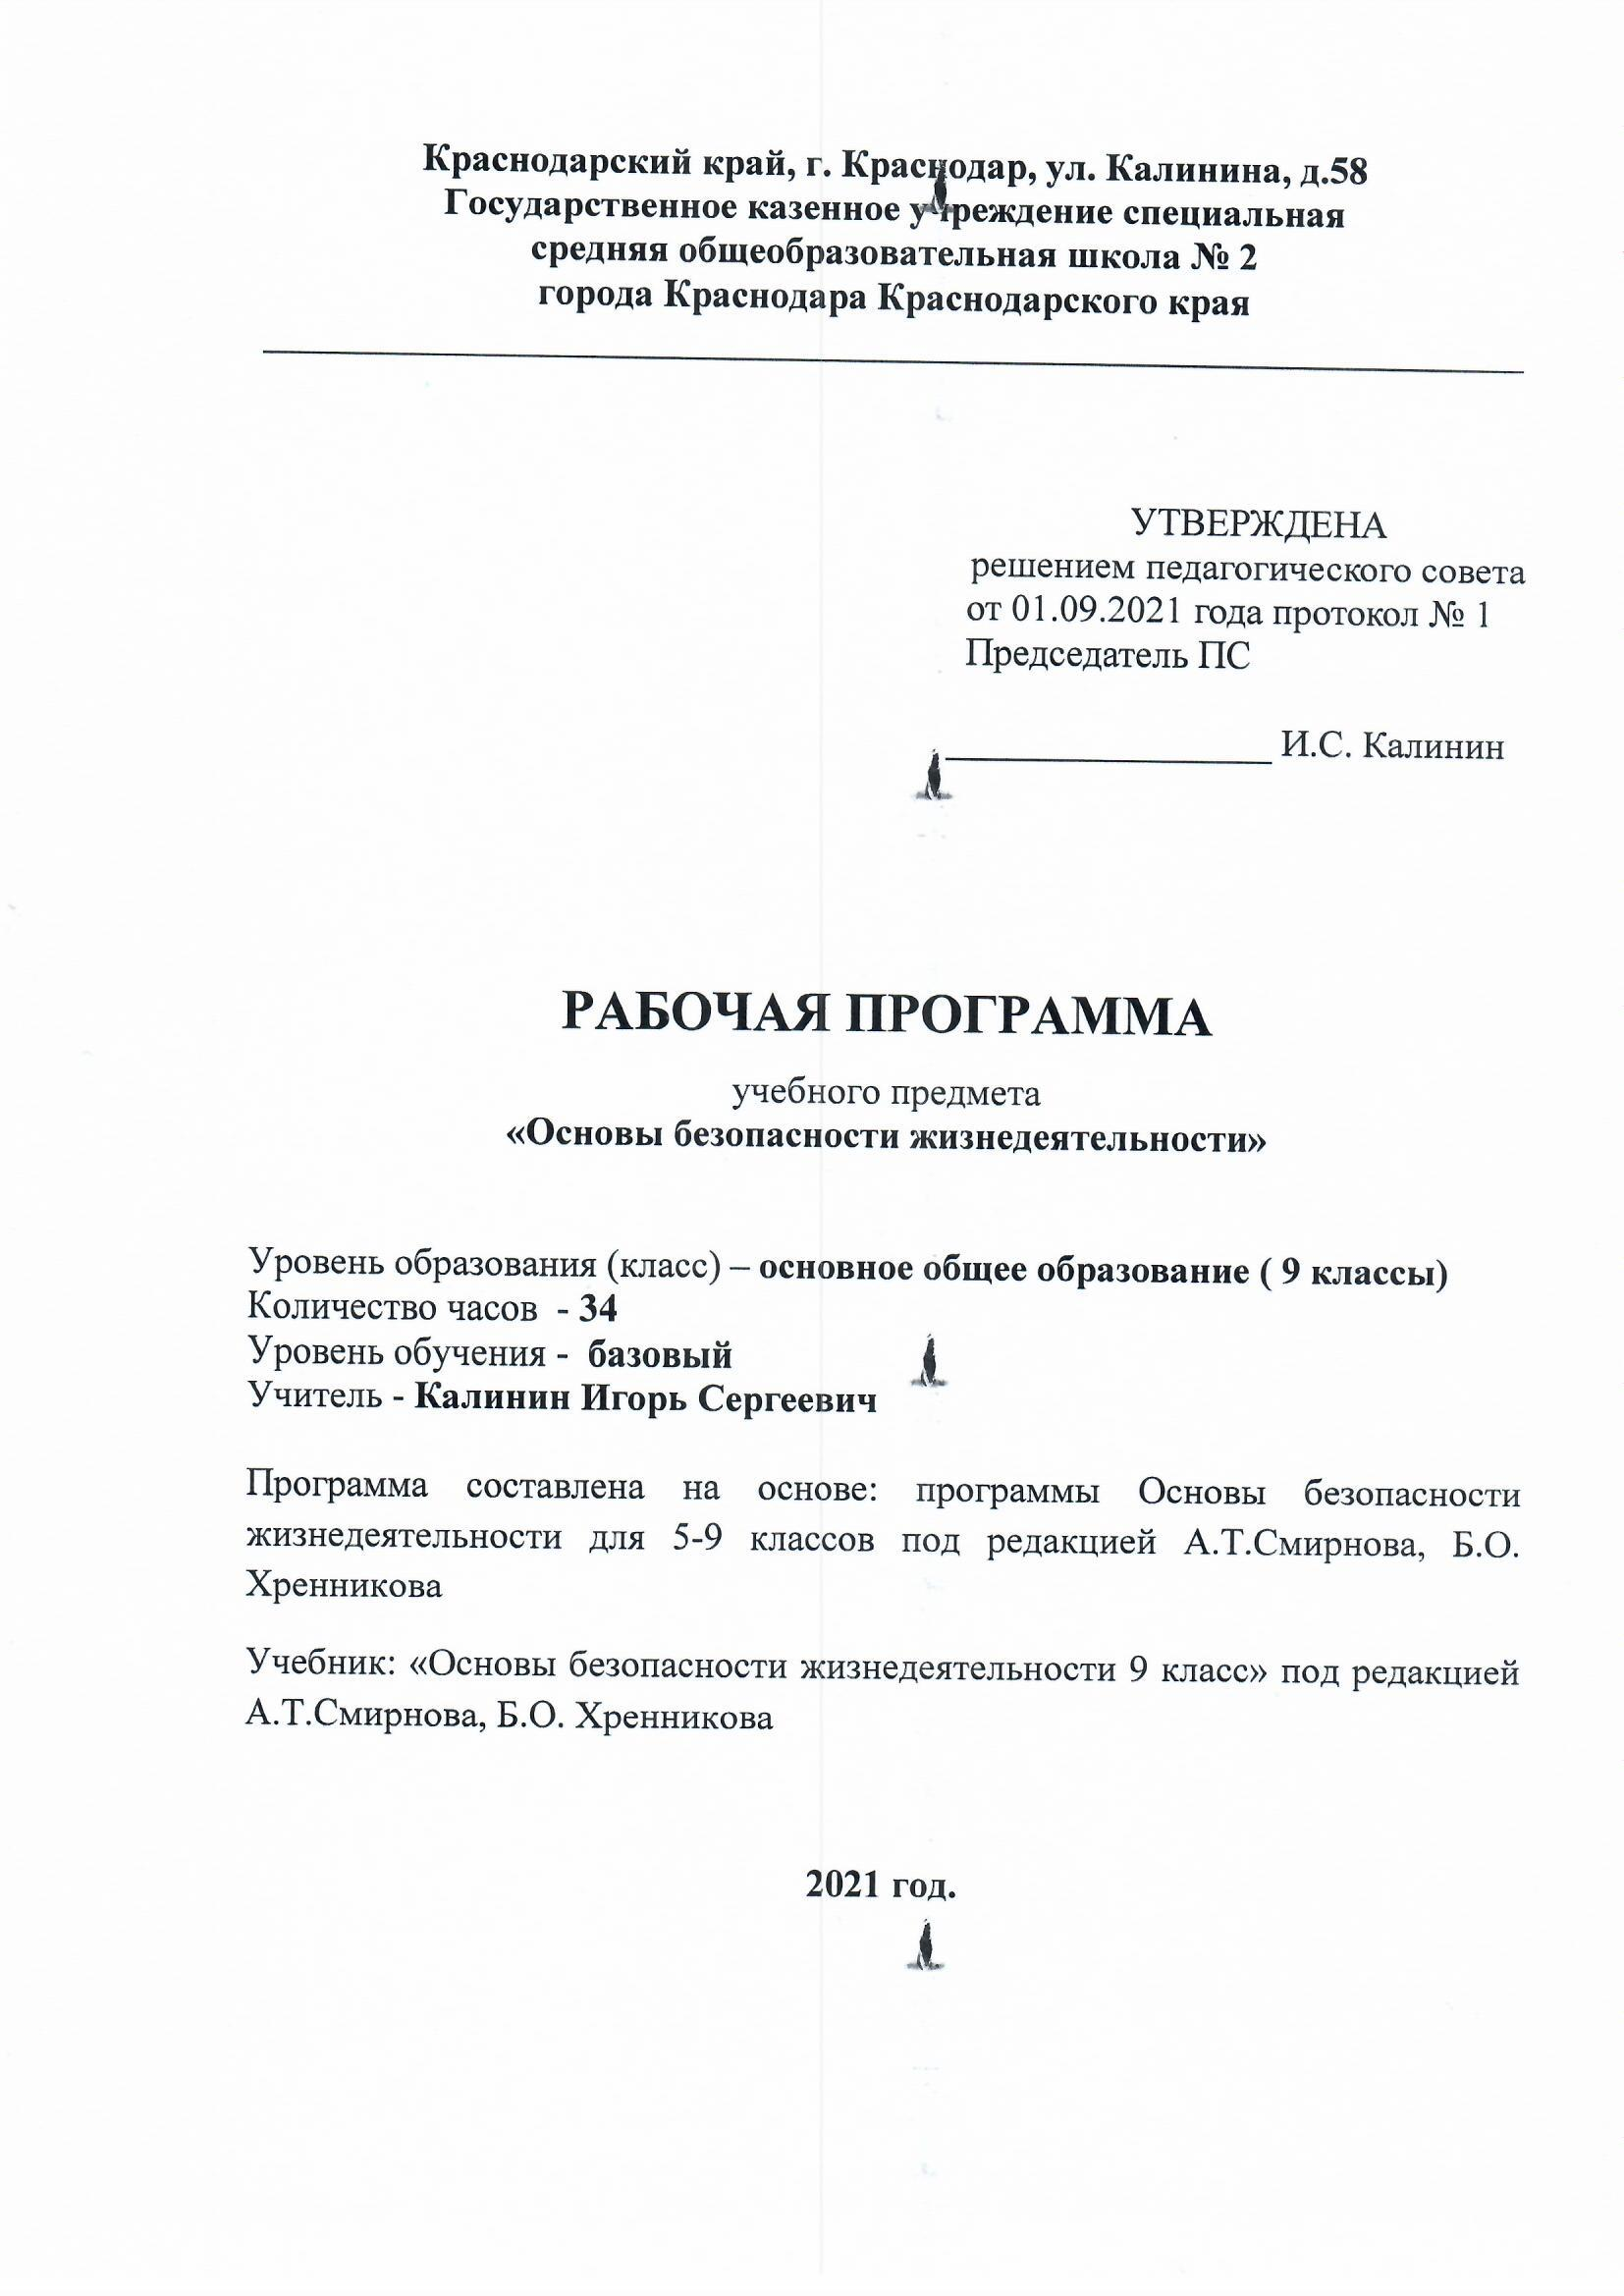 Краснодарский край, г. Краснодар, ул. Калинина, д.58
Государственное казенное учреждение специальная
средняя общеобразовательная школа № 2
города Краснодара Краснодарского края
УТВЕРЖДЕНА
решением педагогического совета
от 01.09.2021 года протокол № 1
Председатель ПС
_________________ И.С. Калинин
РАБОЧАЯ ПРОГРАММА
учебного предмета
«Основы безопасности жизнедеятельности»
Уровень образования (класс) – основное общее образование ( 9 классы)
Количество часов - 34
Уровень обучения - базовый
Учитель - Калинин Игорь Сергеевич
Программа составлена на основе: программы Основы безопасности
жизнедеятельности для 5-9 классов под редакцией А.Т.Смирнова, Б.О.
Хренникова
Учебник: «Основы безопасности жизнедеятельности 9 класс» под редакцией
А.Т.Смирнова, Б.О. Хренникова
2021 год.